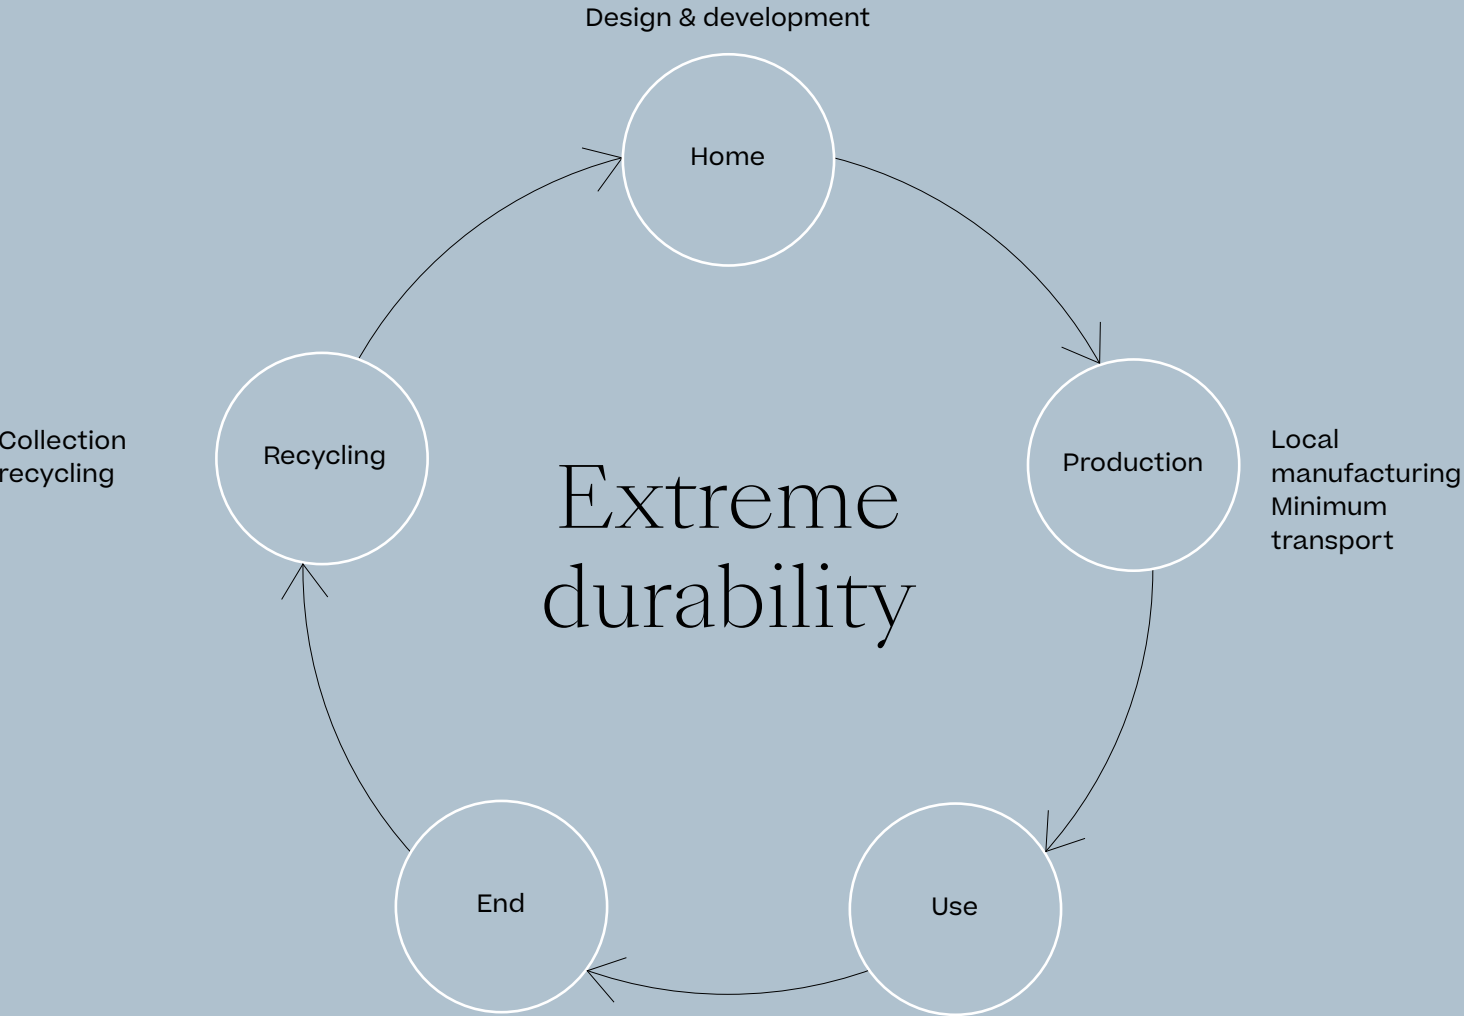 Design & development
Home
Production
Local
manufacturing
Minimum
transport
Use
End
Recycling
Collection
recycling
Extreme
durability